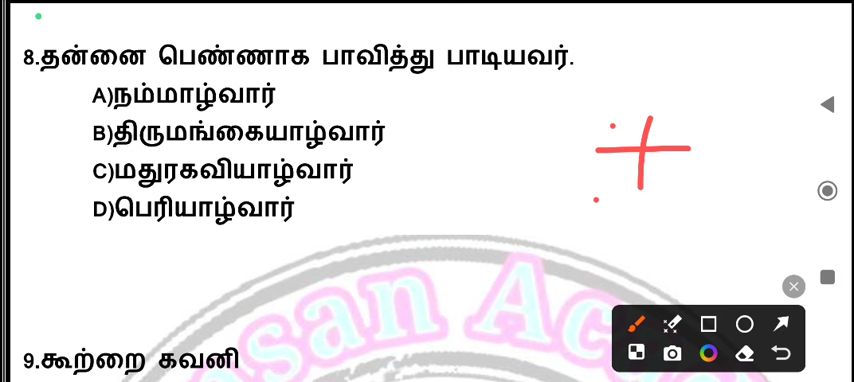 8.தன்னை பெண்ணாக பாவித்து பாடியவர்.
A)நம்மாழ்வார்
B)திருமங்கையாழ்வார்
C)மதுரகவியாழ்வார்
D)பெரியாழ்வார்
9.கூற்றை கவனி